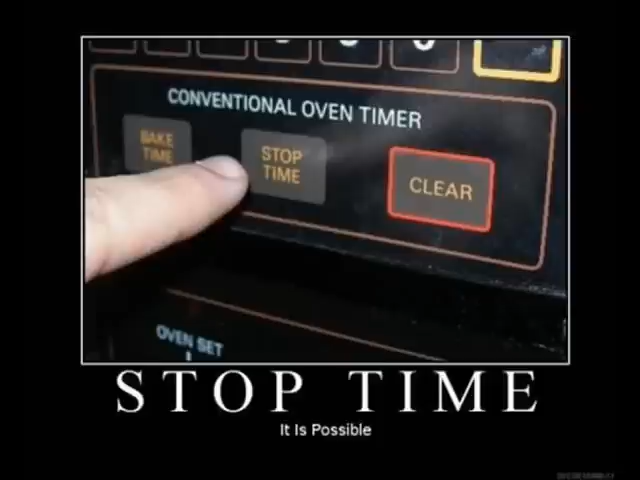 CONVENTIONAL OVEN TIMER
BAKE
TIME
STOP
TIME
CLEAR
OVEN SET
STOP TIME
It Is Possible